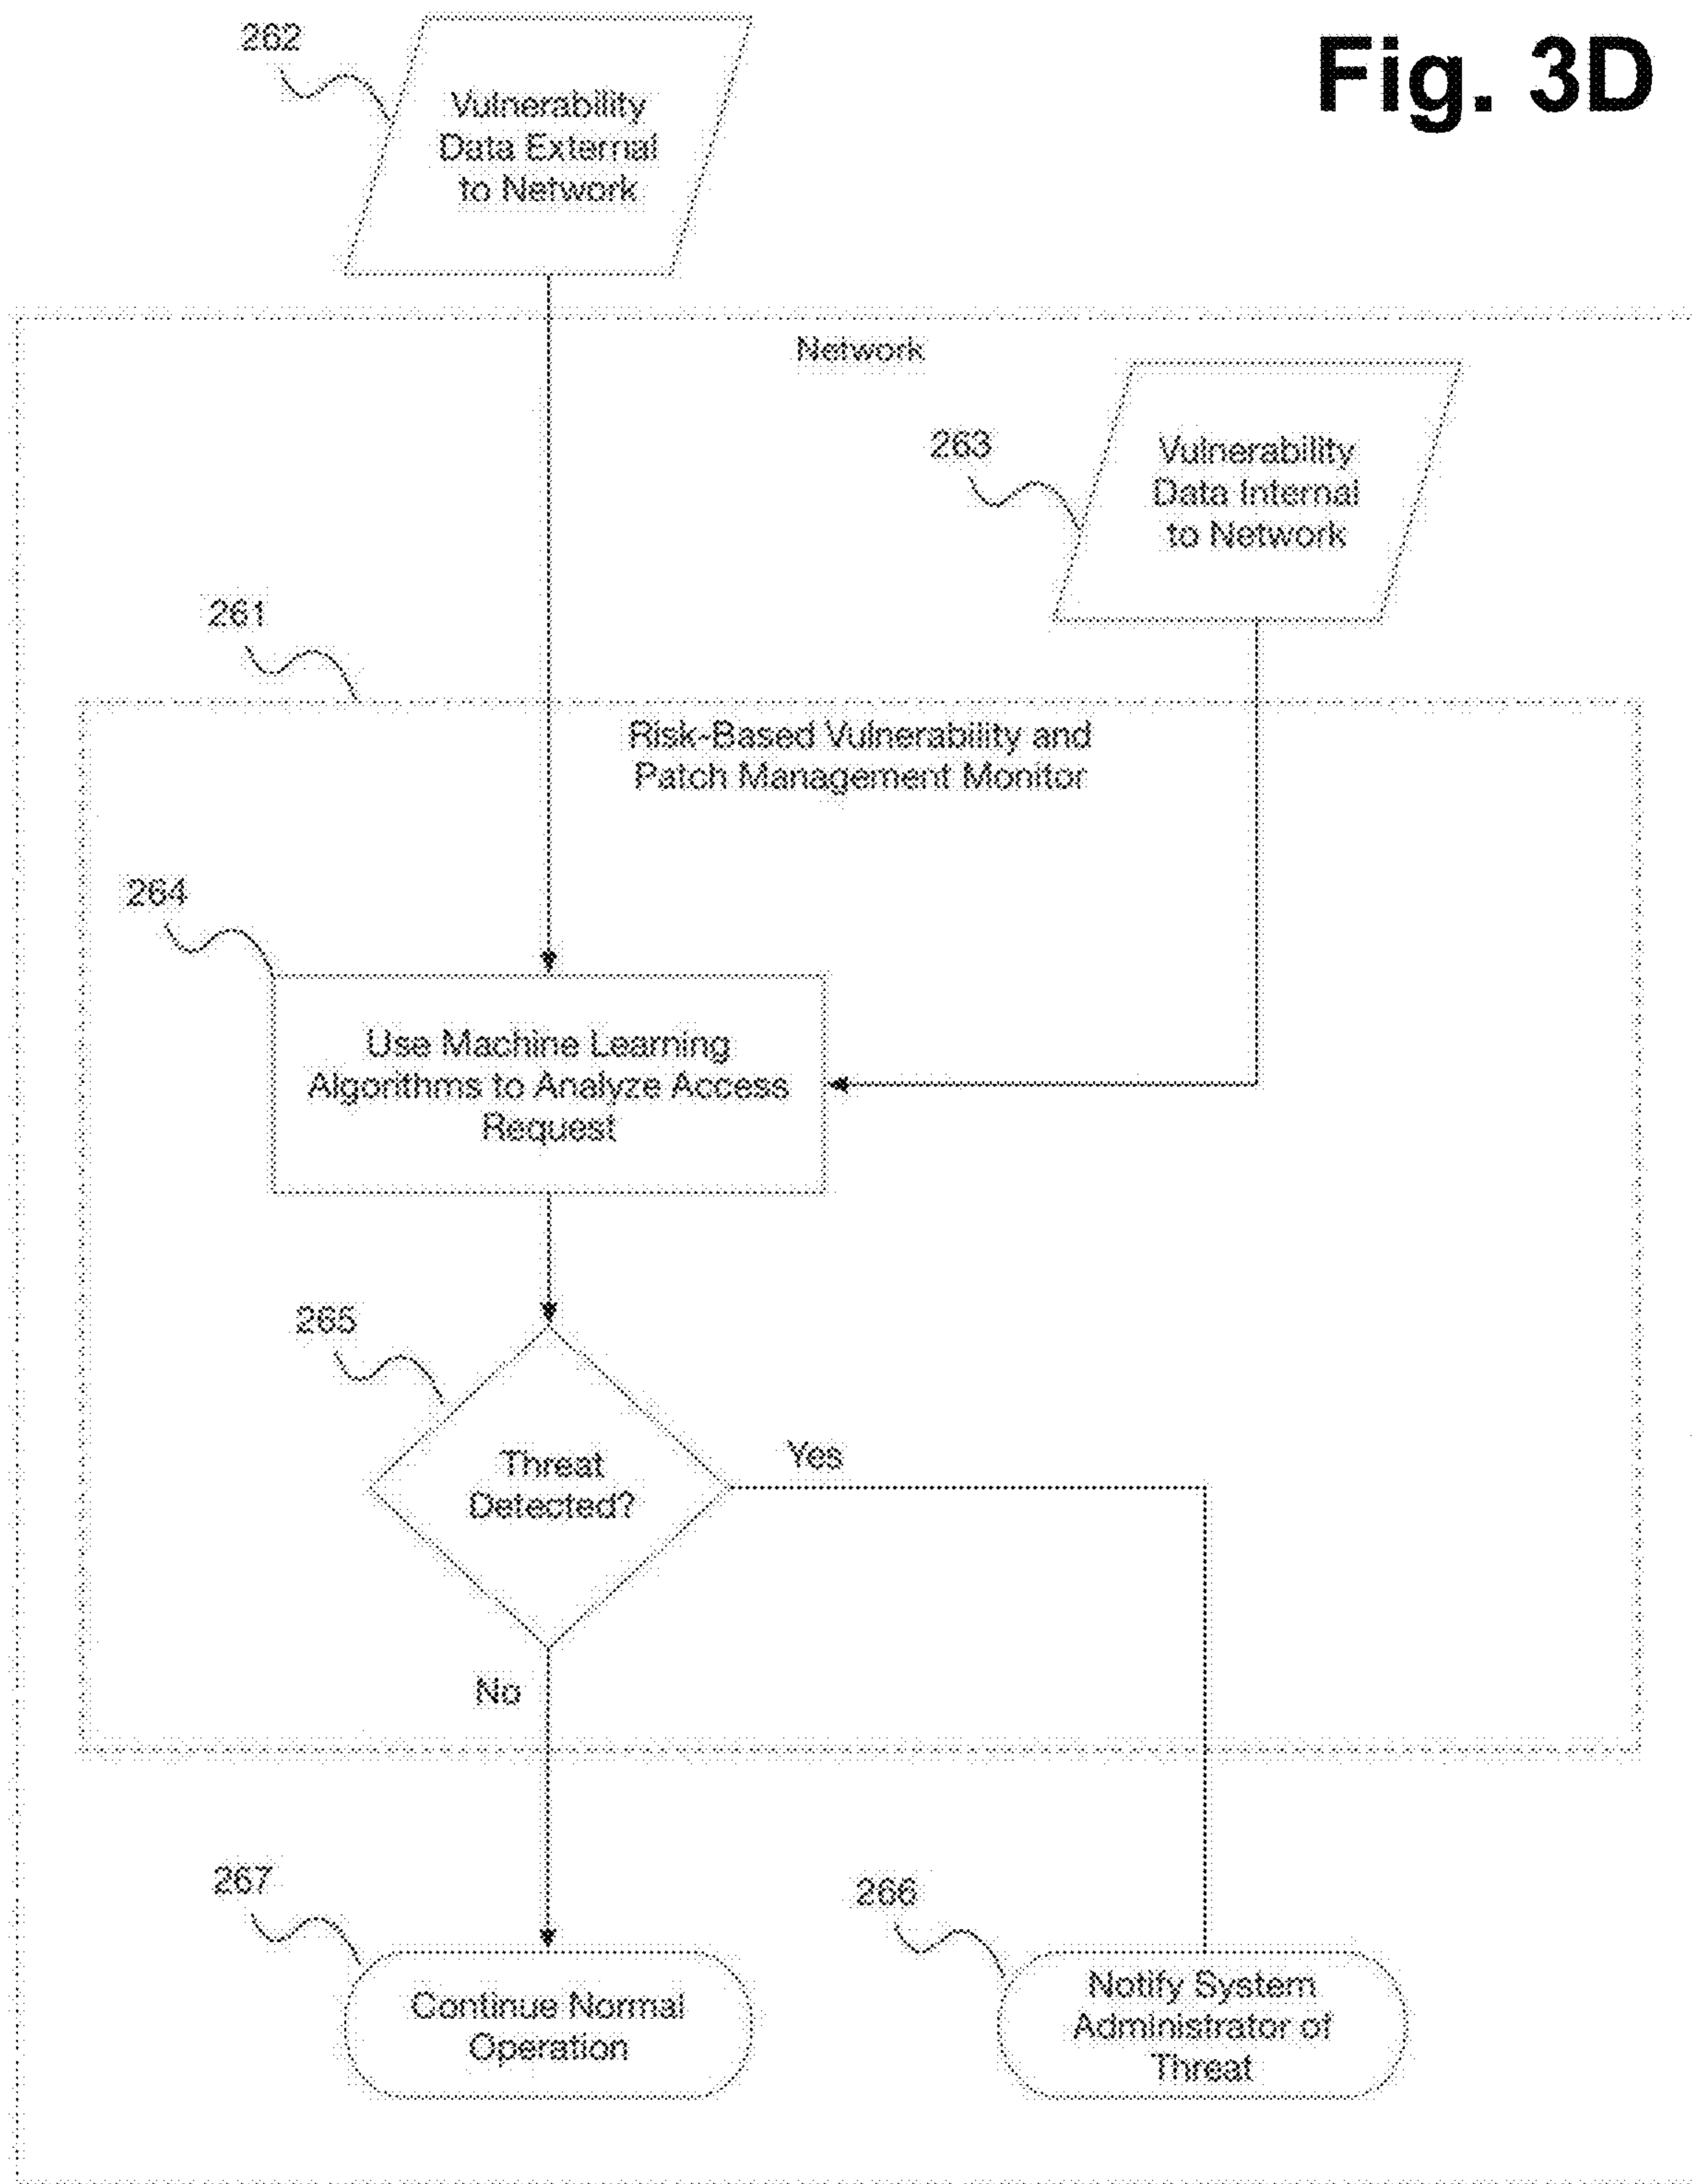 Fig. 3D
262
Vulnerability
Data External
to Network
Network
263
Vulnerability
Data Internal
to Network
261
Risk-Based Vulnerability and
Patch Management Monitor
264
Use Machine Learning
Algorithms to Analyze Access
Request
265
Threat
Detected?
Yes
No
267
Continue Normal
Operation
266
Notify System
Administrator of
Threat